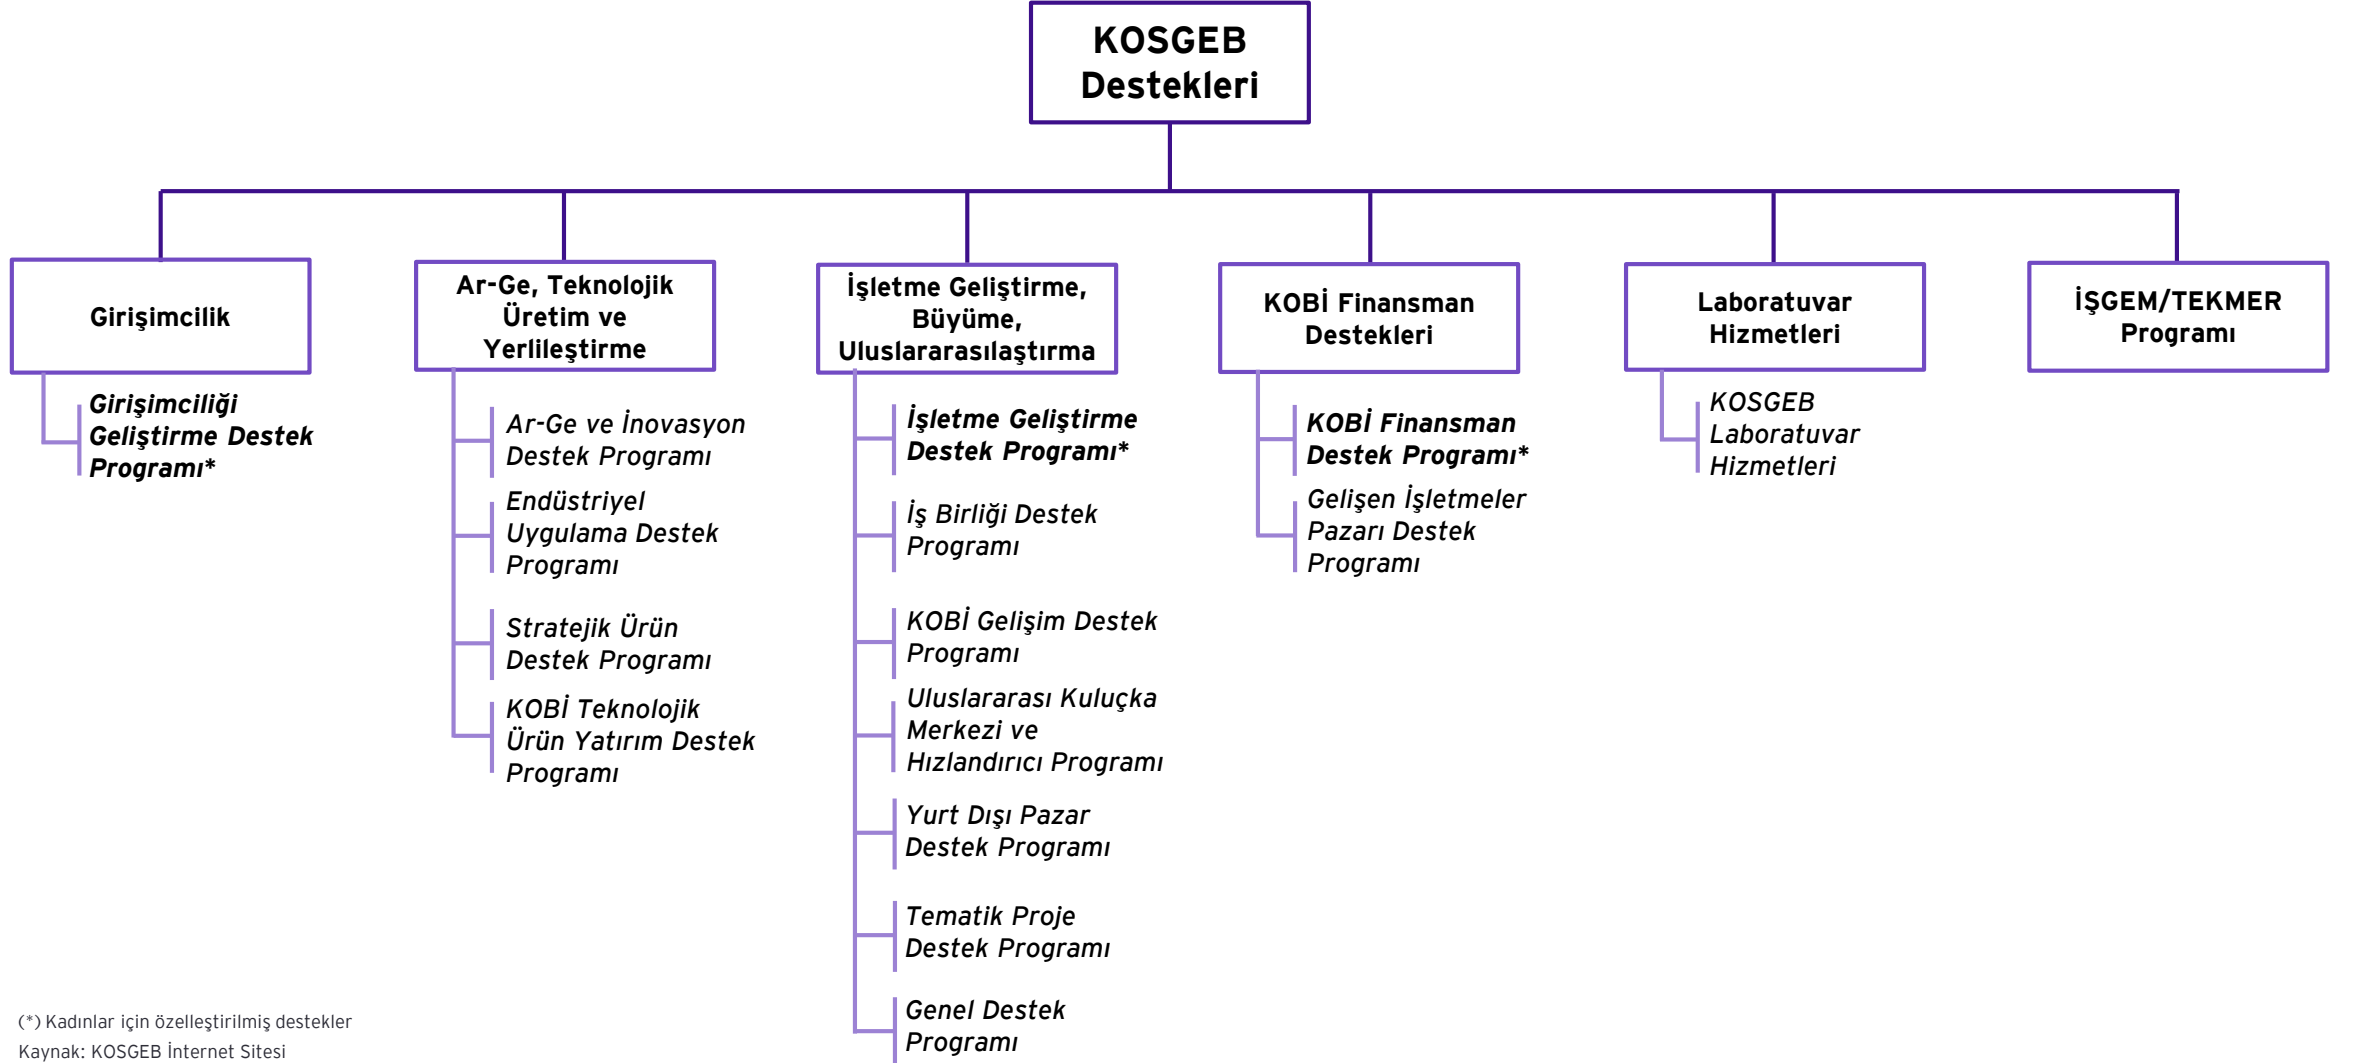 KOSGEB
Destekleri
Girişimcilik
Girişimciliği
Geliştirme Destek
Programı*
Ar-Ge, Teknolojik
Üretim ve
Yerlileştirme
Ar-Ge ve İnovasyon
Destek Programı
Endüstriyel
Uygulama Destek
Programı
Stratejik Ürün
Destek Programı
KOBİ Teknolojik
Ürün Yatırım Destek
Programı
İşletme Geliştirme,
Büyüme,
Uluslararasılaştırma
İşletme Geliştirme
Destek Programı*
İş Birliği Destek
Programı
KOBİ Gelişim Destek
Programı
Uluslararası Kuluçka
Merkezi ve
Hızlandırıcı Programı
Yurt Dışı Pazar
Destek Programı
Tematik Proje
Destek Programı
Genel Destek
Programı
KOBİ Finansman
Destekleri
KOBİ Finansman
Destek Programı*
Gelişen İşletmeler
Pazarı Destek
Programı
Laboratuvar
Hizmetleri
KOSGEB
Laboratuvar
Hizmetleri
İŞGEM/TEKMER
Programı
(*) Kadınlar için özelleştirilmiş destekler
Kaynak: KOSGEB İnternet Sitesi